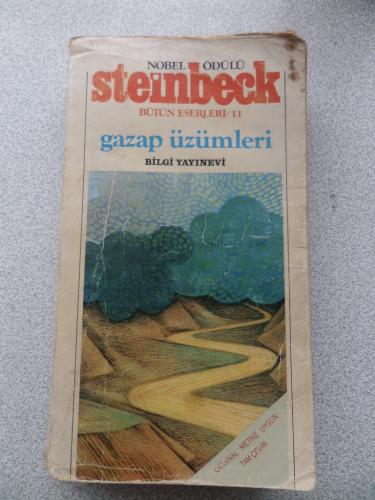 NOBEL ÖDÜLÜ
steinbeck
BÜTÜN ESERLERİ/11
gazap üzümleri
BİLGİ YAYINEVİ
ORİJİNAL METNE UYGUN
TAM ÇEVİRİ